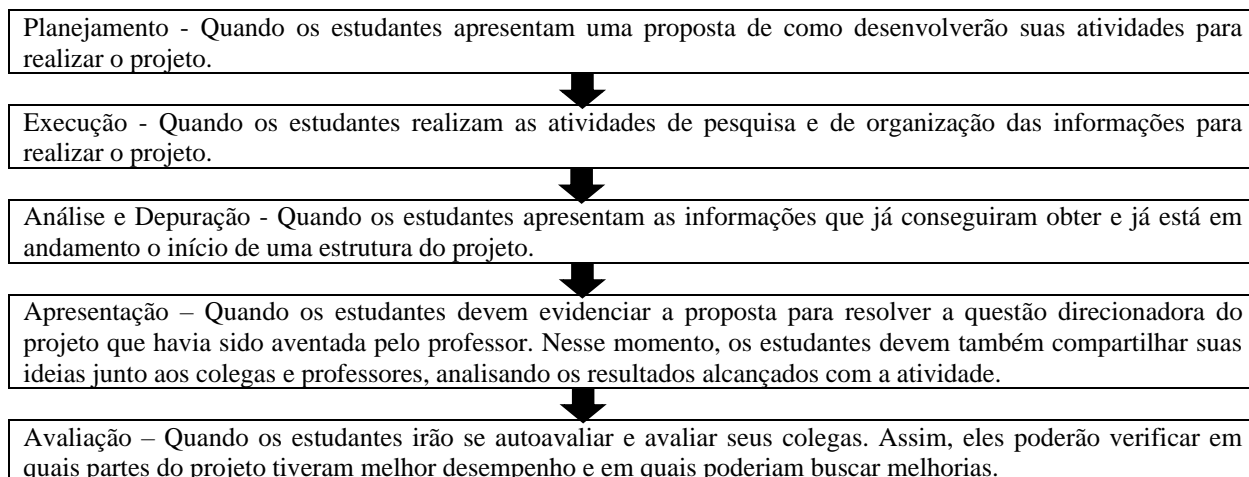 Planejamento - Quando os estudantes apresentam uma proposta de como desenvolverão suas atividades para
realizar o projeto.
Execução - Quando os estudantes realizam as atividades de pesquisa e de organização das informações para
realizar o projeto.
Análise e Depuração - Quando os estudantes apresentam as informações que já conseguiram obter e já está em
andamento o início de uma estrutura do projeto.
Apresentação – Quando os estudantes devem evidenciar a proposta para resolver a questão direcionadora do
projeto que havia sido aventada pelo professor. Nesse momento, os estudantes devem também compartilhar suas
ideias junto aos colegas e professores, analisando os resultados alcançados com a atividade.
Avaliação – Quando os estudantes irão se autoavaliar e avaliar seus colegas. Assim, eles poderão verificar em
quais partes do projeto tiveram melhor desempenho e em quais poderiam buscar melhorias.